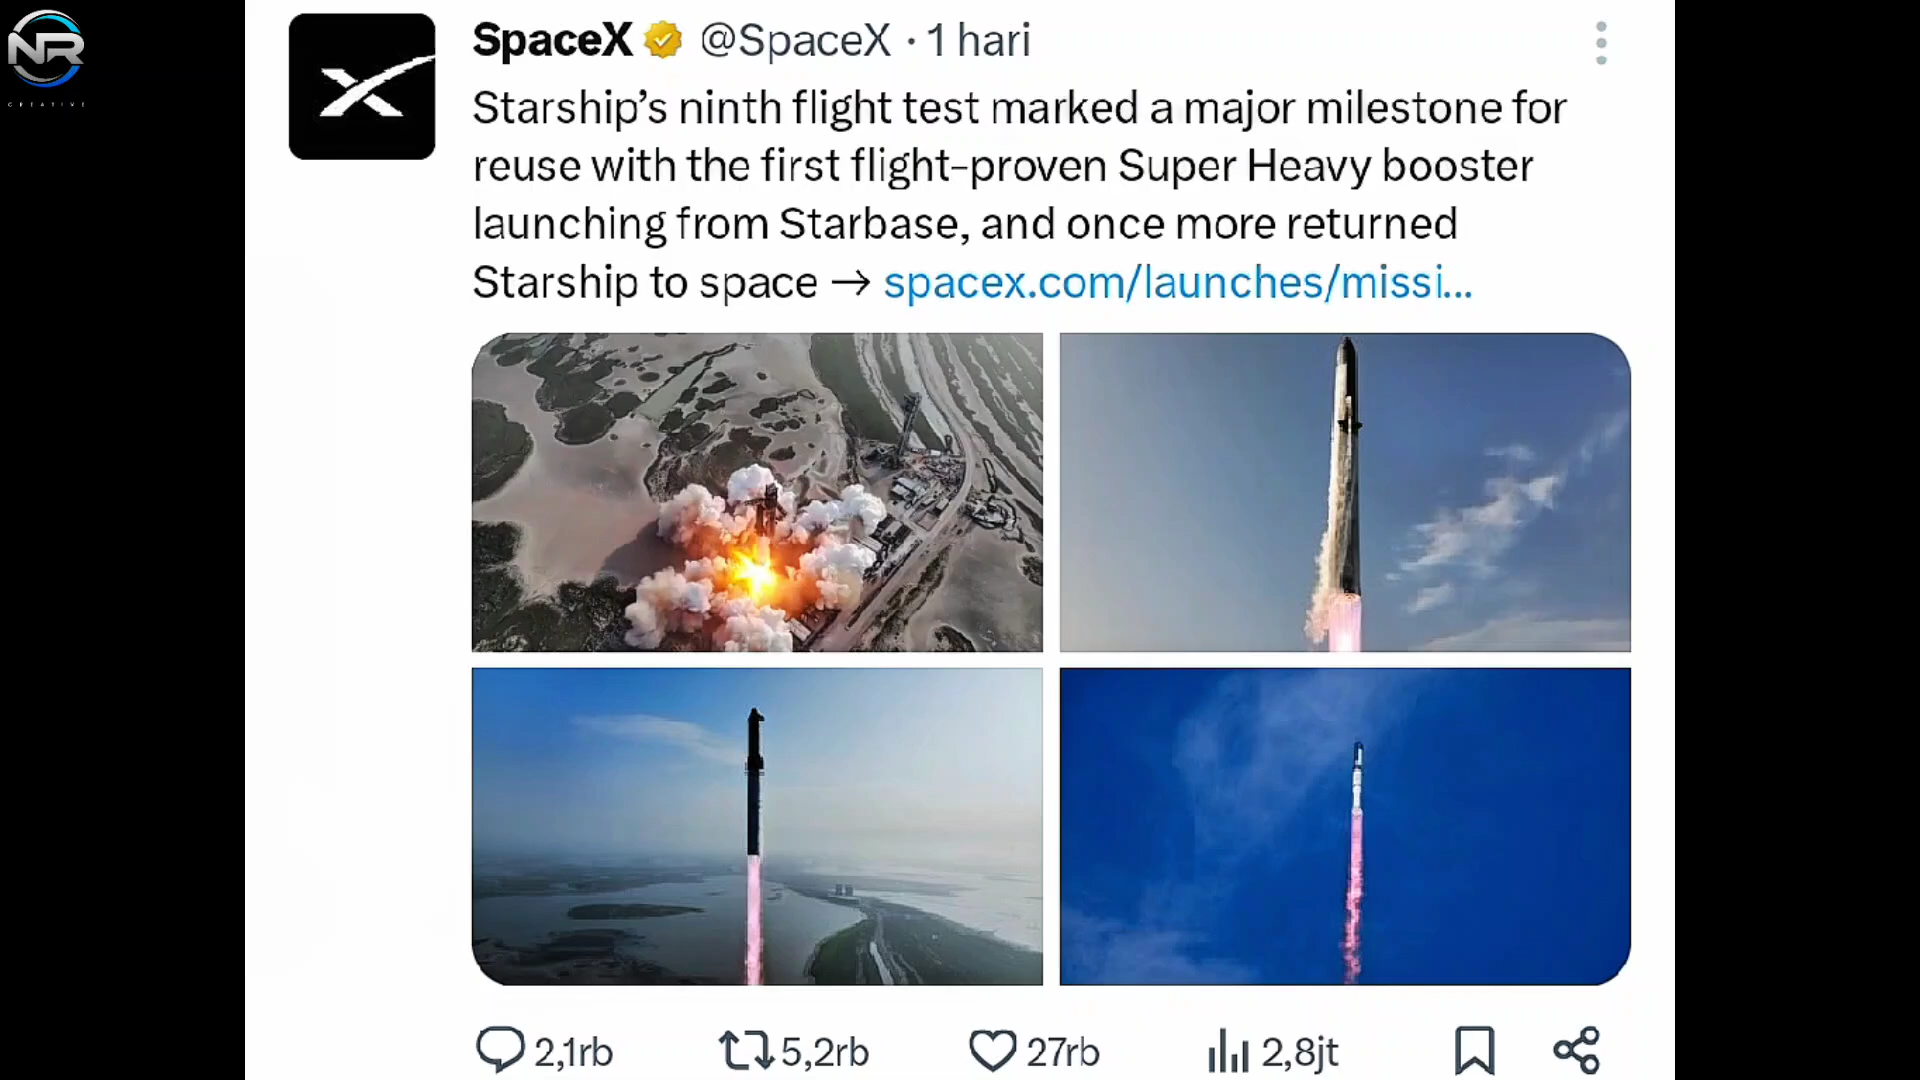 NR
CREATIVE
SpaceX @SpaceX · 1 hari
Starship’s ninth flight test marked a major milestone for
reuse with the first flight-proven Super Heavy booster
launching from Starbase, and once more returned
Starship to space → spacex.com/launches/missi...
2,1rb 5,2rb 27rb 2,8jt